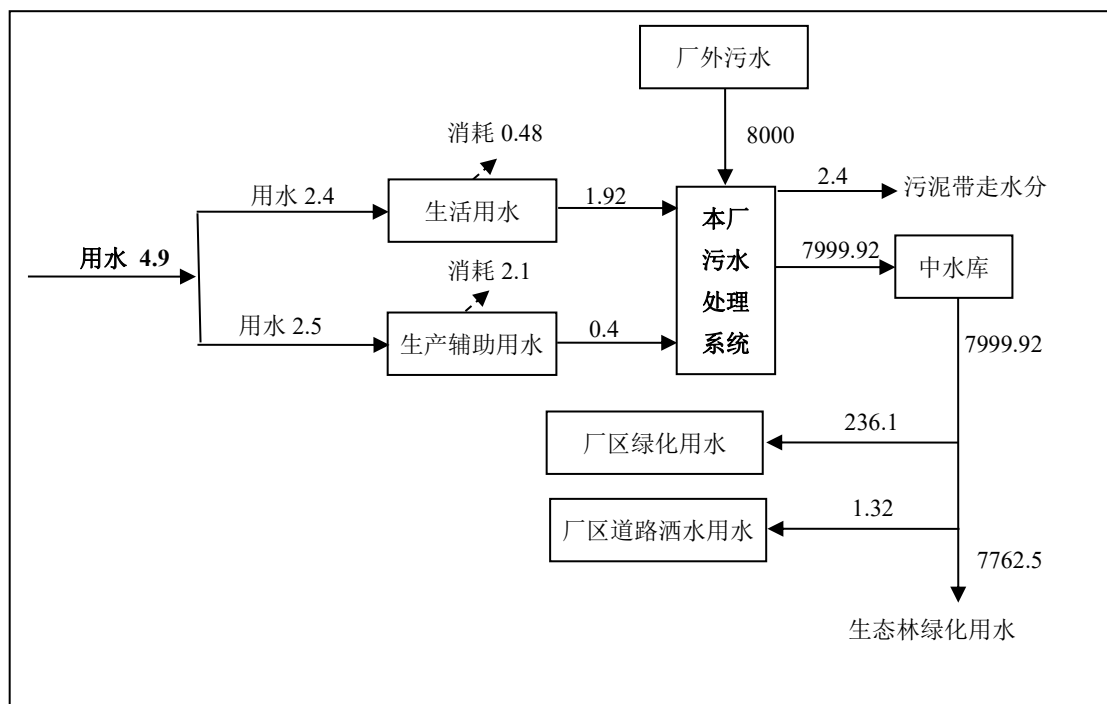 厂外污水
消耗 0.48
8000
用水 2.4
生活用水
1.92
本厂
污水
处理
系统
2.4
污泥带走水分
用水 4.9
消耗 2.1
7999.92
中水库
用水 2.5
生产辅助用水
0.4
7999.92
厂区绿化用水
236.1
厂区道路洒水用水
1.32
7762.5
生态林绿化用水